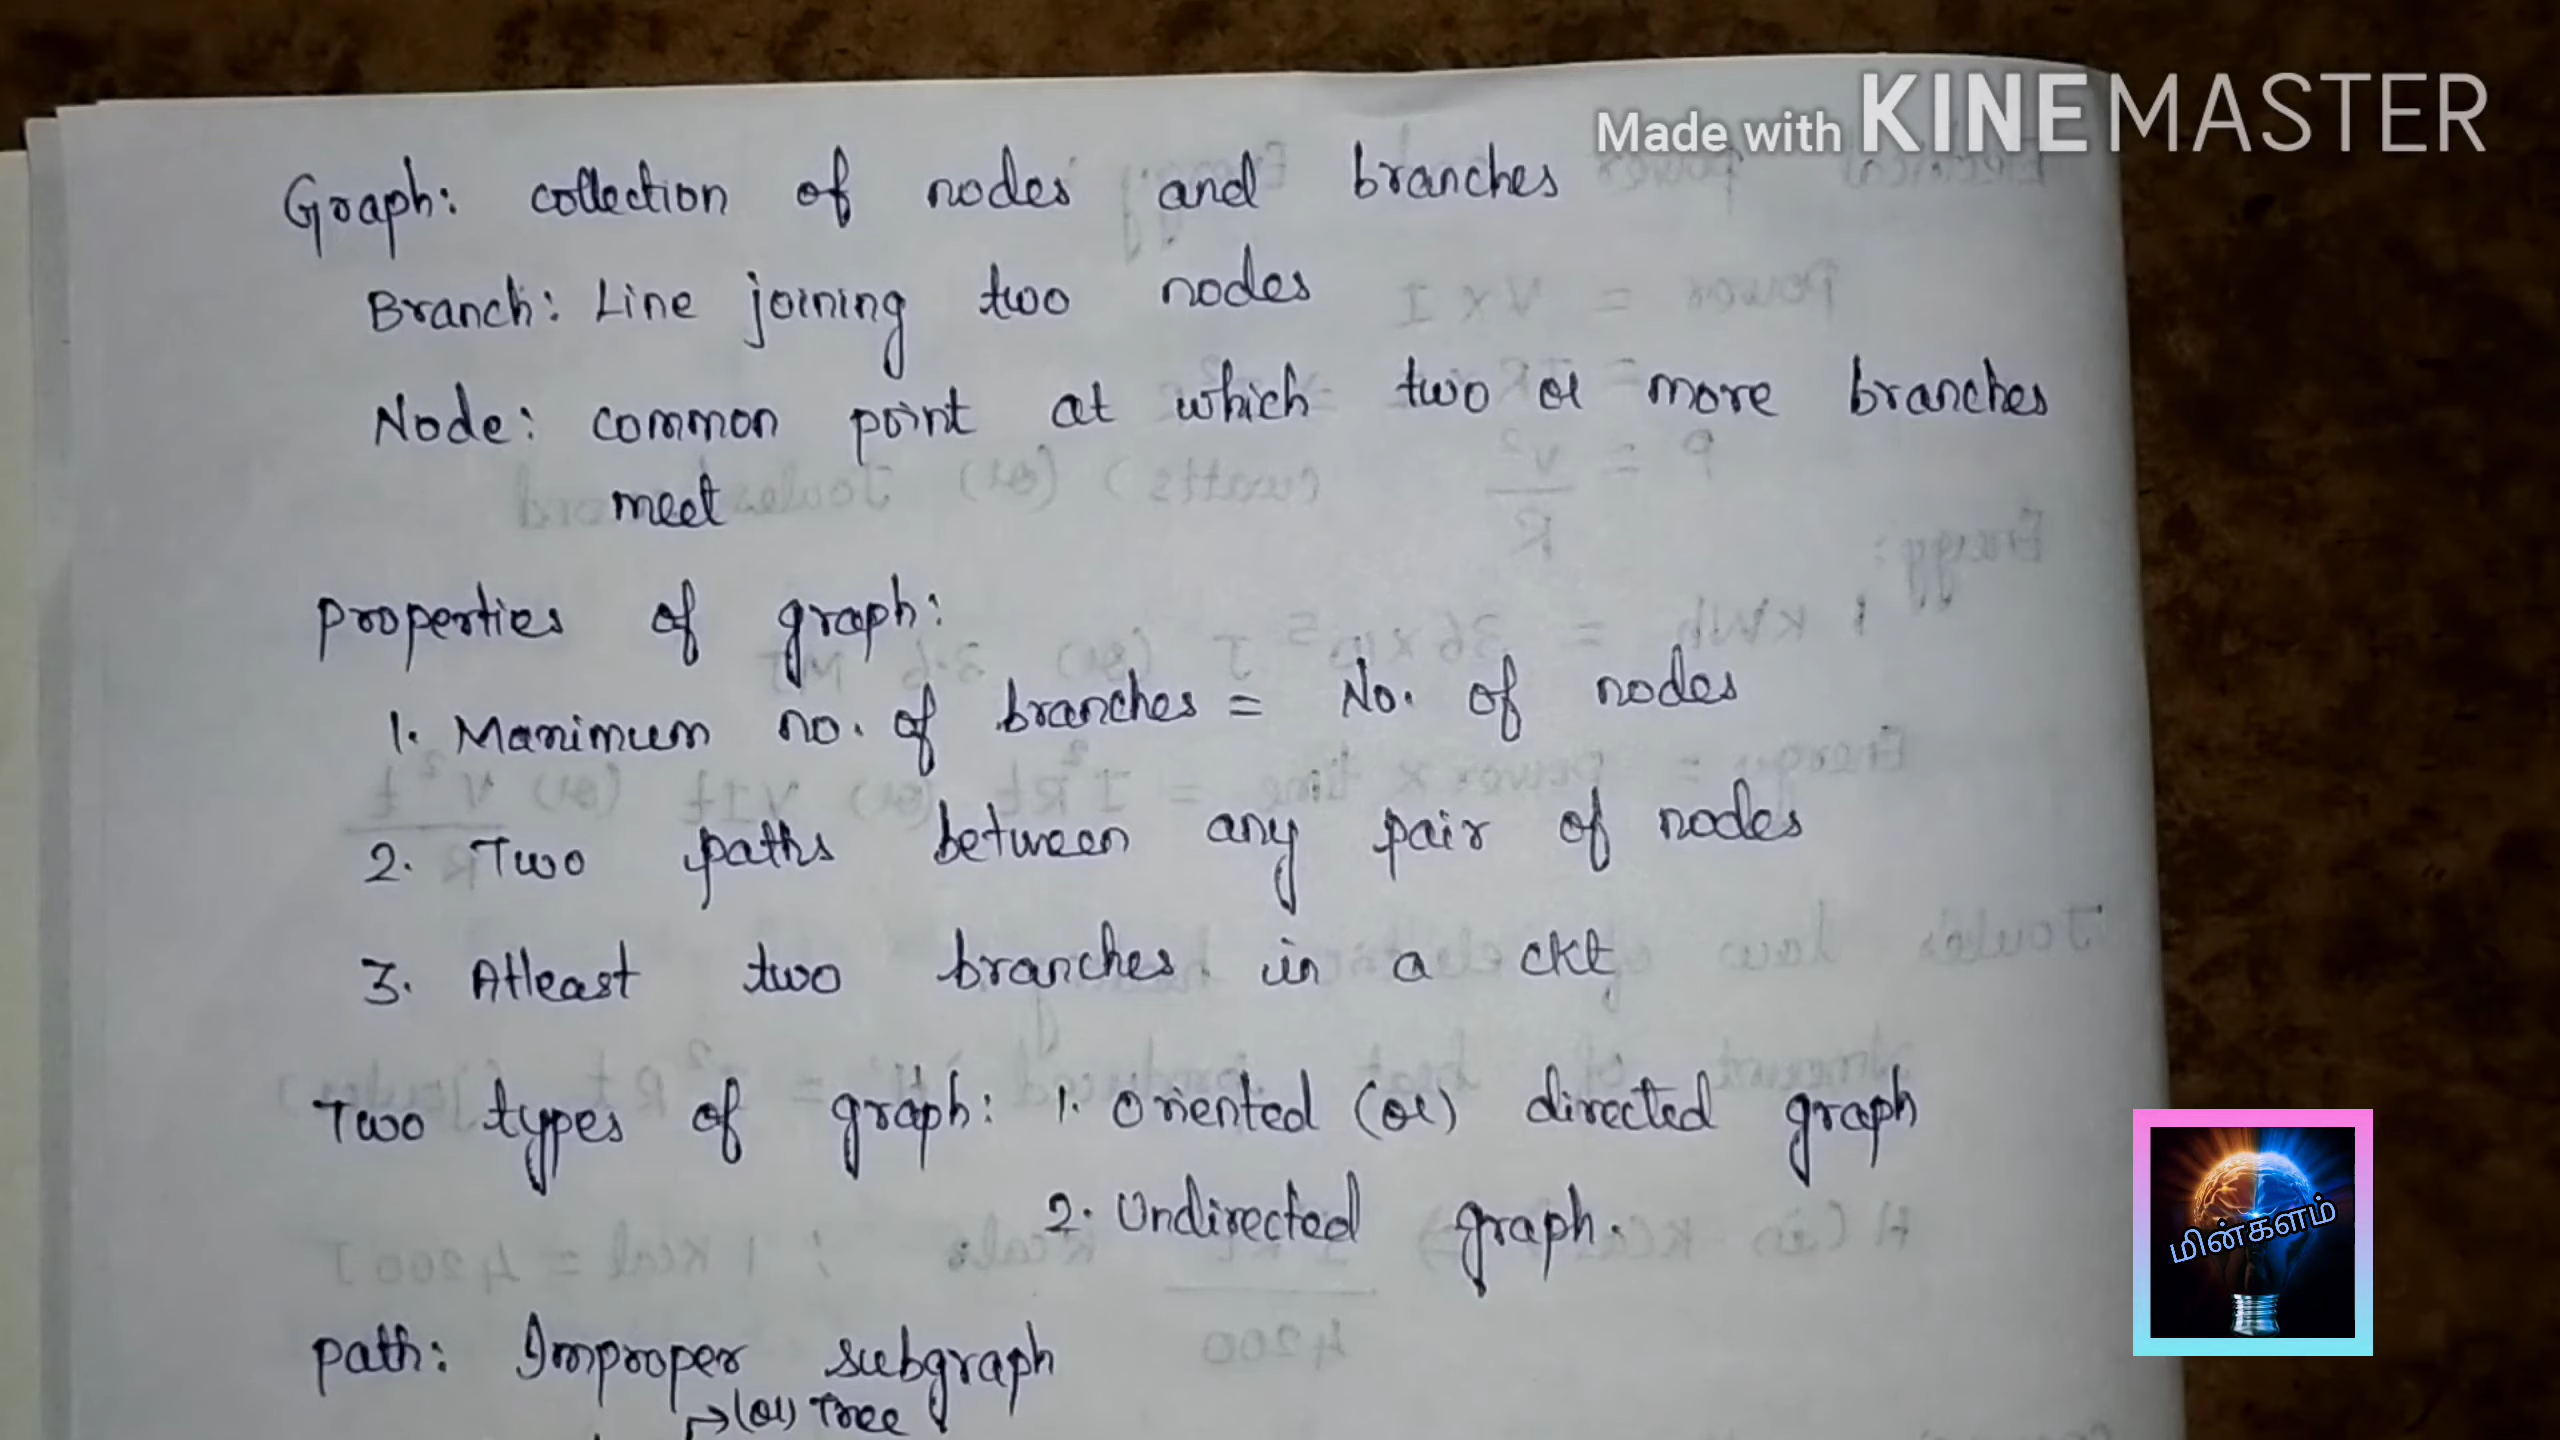 Made with KINEMASTER
Graph: collection of nodes and branches
Branch: Line joining two nodes
Node: common point at which two or more branches
meet
properties of graph:
1. Maximum no. of branches = No. of nodes
2. Two paths between any pair of nodes
3. Atleast two branches in a ckt
Two types of graph: 1. Oriented (or) directed graph
2. Undirected graph.
மின்களம்
path: Improper subgraph
→(or) Tree